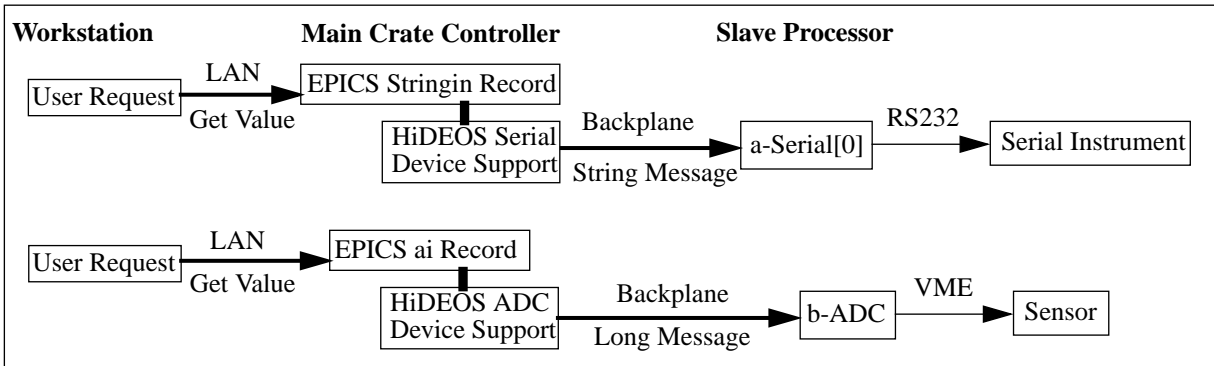 Workstation
Main Crate Controller
Slave Processor
User Request
LAN
Get Value
EPICS Stringin Record
HiDEOS Serial
Device Support
Backplane
String Message
a-Serial[0]
RS232
Serial Instrument
User Request
LAN
Get Value
EPICS ai Record
HiDEOS ADC
Device Support
Backplane
Long Message
b-ADC
VME
Sensor